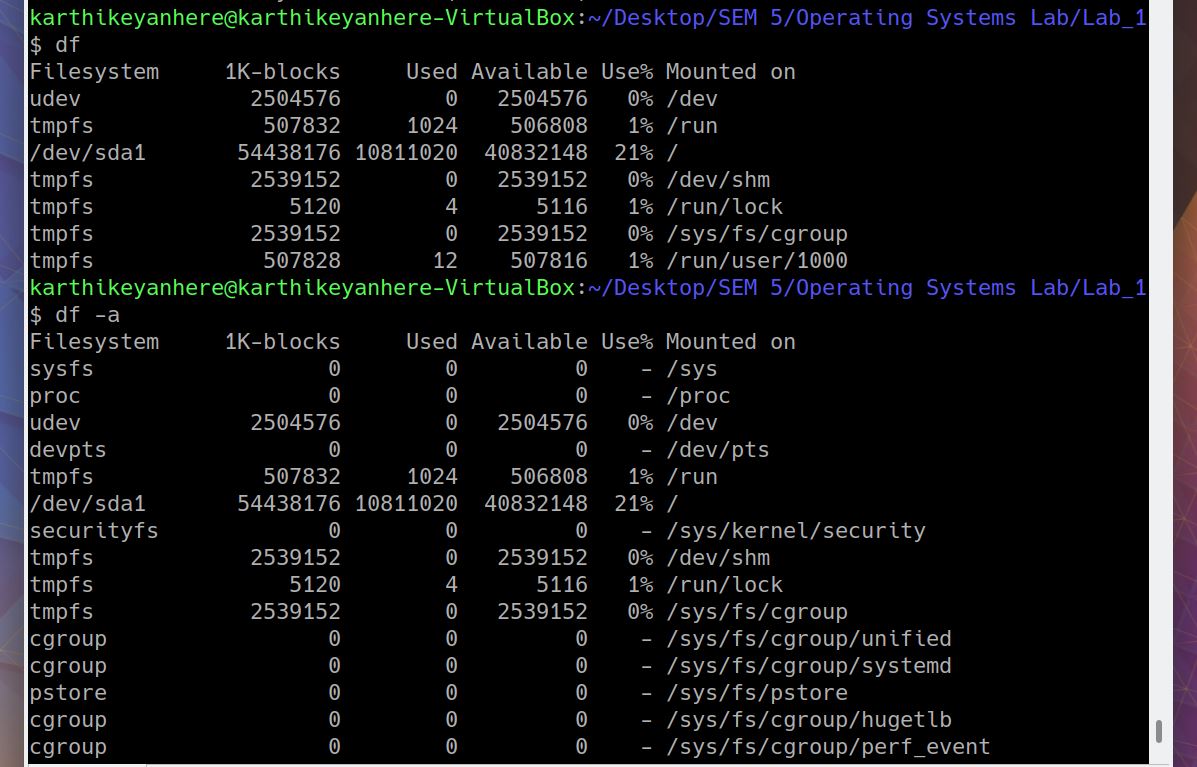 karthikeyanhere@karthikeyanhere-VirtualBox:~/Desktop/SEM 5/Operating Systems Lab/Lab_1
$ df
Filesystem     1K-blocks     Used Available Use% Mounted on
udev             2504576        0   2504576   0% /dev
tmpfs             507832     1024    506808   1% /run
/dev/sda1       54438176 10811020  40832148  21% /
tmpfs            2539152        0   2539152   0% /dev/shm
tmpfs               5120        4      5116   1% /run/lock
tmpfs            2539152        0   2539152   0% /sys/fs/cgroup
tmpfs             507828       12    507816   1% /run/user/1000
karthikeyanhere@karthikeyanhere-VirtualBox:~/Desktop/SEM 5/Operating Systems Lab/Lab_1
$ df -a
Filesystem     1K-blocks     Used Available Use% Mounted on
sysfs                  0        0         0    - /sys
proc                   0        0         0    - /proc
udev             2504576        0   2504576   0% /dev
devpts                 0        0         0    - /dev/pts
tmpfs             507832     1024    506808   1% /run
/dev/sda1       54438176 10811020  40832148  21% /
securityfs             0        0         0    - /sys/kernel/security
tmpfs            2539152        0   2539152   0% /dev/shm
tmpfs               5120        4      5116   1% /run/lock
tmpfs            2539152        0   2539152   0% /sys/fs/cgroup
cgroup                 0        0         0    - /sys/fs/cgroup/unified
cgroup                 0        0         0    - /sys/fs/cgroup/systemd
pstore                 0        0         0    - /sys/fs/pstore
cgroup                 0        0         0    - /sys/fs/cgroup/hugetlb
cgroup                 0        0         0    - /sys/fs/cgroup/perf_event